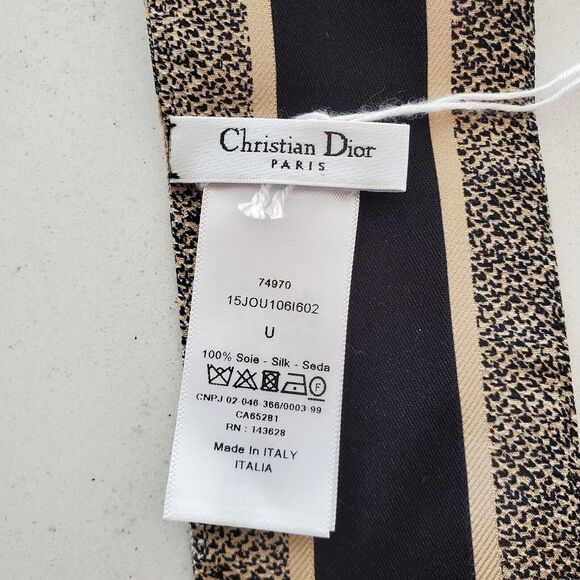 Christian Dior
PARIS
74970
15JOU106I602
U
100% Soie - Silk - Seda
F
CNPJ 02-046-366/0003-99
CA65281
RN : 143628
Made In ITALY
ITALIA